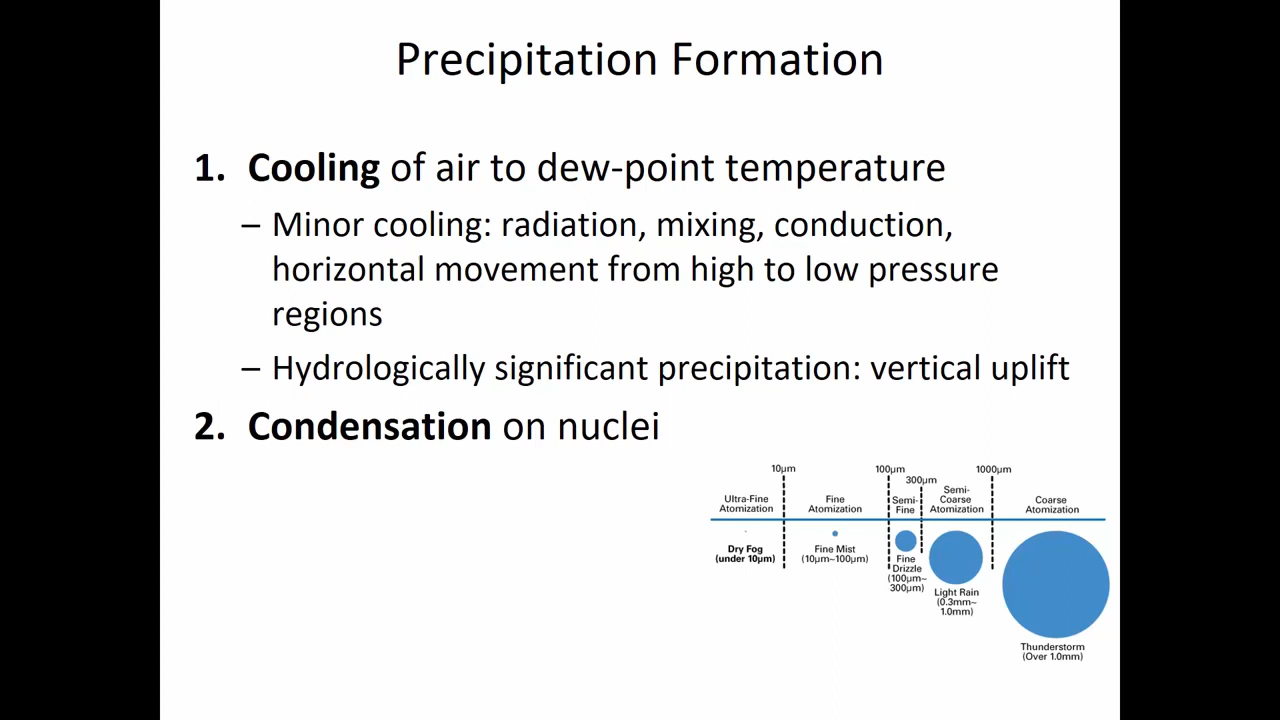 Precipitation Formation
1. Cooling of air to dew-point temperature
– Minor cooling: radiation, mixing, conduction,
horizontal movement from high to low pressure
regions
– Hydrologically significant precipitation: vertical uplift
2. Condensation on nuclei
10μm
100μm
300μm
1000μm
Ultra-Fine
Atomization
Fine
Atomization
Semi-
Fine
Semi-
Coarse
Atomization
Coarse
Atomization
Dry Fog
(under 10μm)
Fine Mist
(10μm~100μm)
Fine
Drizzle
(100μm~
300μm)
Light Rain
(0.3mm~
1.0mm)
Thunderstorm
(Over 1.0mm)